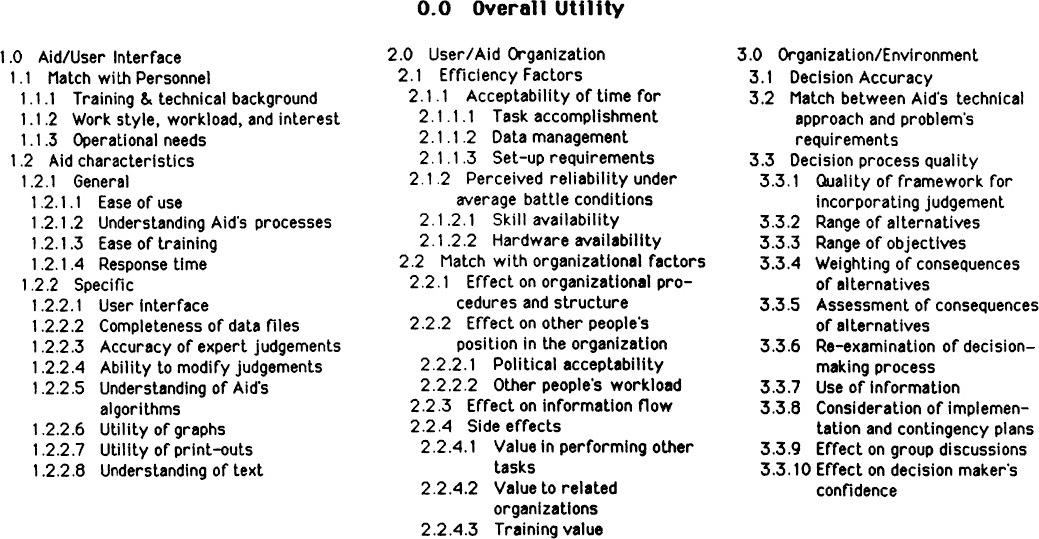 0.0 Overall Utility
1.0 Aid/User Interface
1.1 Match with Personnel
1.1.1 Training & technical background
1.1.2 Work style, workload, and interest
1.1.3 Operational needs
1.2 Aid characteristics
1.2.1 General
1.2.1.1 Ease of use
1.2.1.2 Understanding Aid's processes
1.2.1.3 Ease of training
1.2.1.4 Response time
1.2.2 Specific
1.2.2.1 User interface
1.2.2.2 Completeness of data files
1.2.2.3 Accuracy of expert judgements
1.2.2.4 Ability to modify judgements
1.2.2.5 Understanding of Aid's
algorithms
1.2.2.6 Utility of graphs
1.2.2.7 Utility of print-outs
1.2.2.8 Understanding of text
2.0 User/Aid Organization
2.1 Efficiency Factors
2.1.1 Acceptability of time for
2.1.1.1 Task accomplishment
2.1.1.2 Data management
2.1.1.3 Set-up requirements
2.1.2 Perceived reliability under
average battle conditions
2.1.2.1 Skill availability
2.1.2.2 Hardware availability
2.2 Match with organizational factors
2.2.1 Effect on organizational pro-
cedures and structure
2.2.2 Effect on other people's
position in the organization
2.2.2.1 Political acceptability
2.2.2.2 Other people's workload
2.2.3 Effect on information flow
2.2.4 Side effects
2.2.4.1 Value in performing other
tasks
2.2.4.2 Value to related
organizations
2.2.4.3 Training value
3.0 Organization/Environment
3.1 Decision Accuracy
3.2 Match between Aid's technical
approach and problem's
requirements
3.3 Decision process quality
3.3.1 Quality of framework for
incorporating judgement
3.3.2 Range of alternatives
3.3.3 Range of objectives
3.3.4 Weighting of consequences
of alternatives
3.3.5 Assessment of consequences
of alternatives
3.3.6 Re-examination of decision-
making process
3.3.7 Use of information
3.3.8 Consideration of implemen-
tation and contingency plans
3.3.9 Effect on group discussions
3.3.10 Effect on decision maker's
confidence